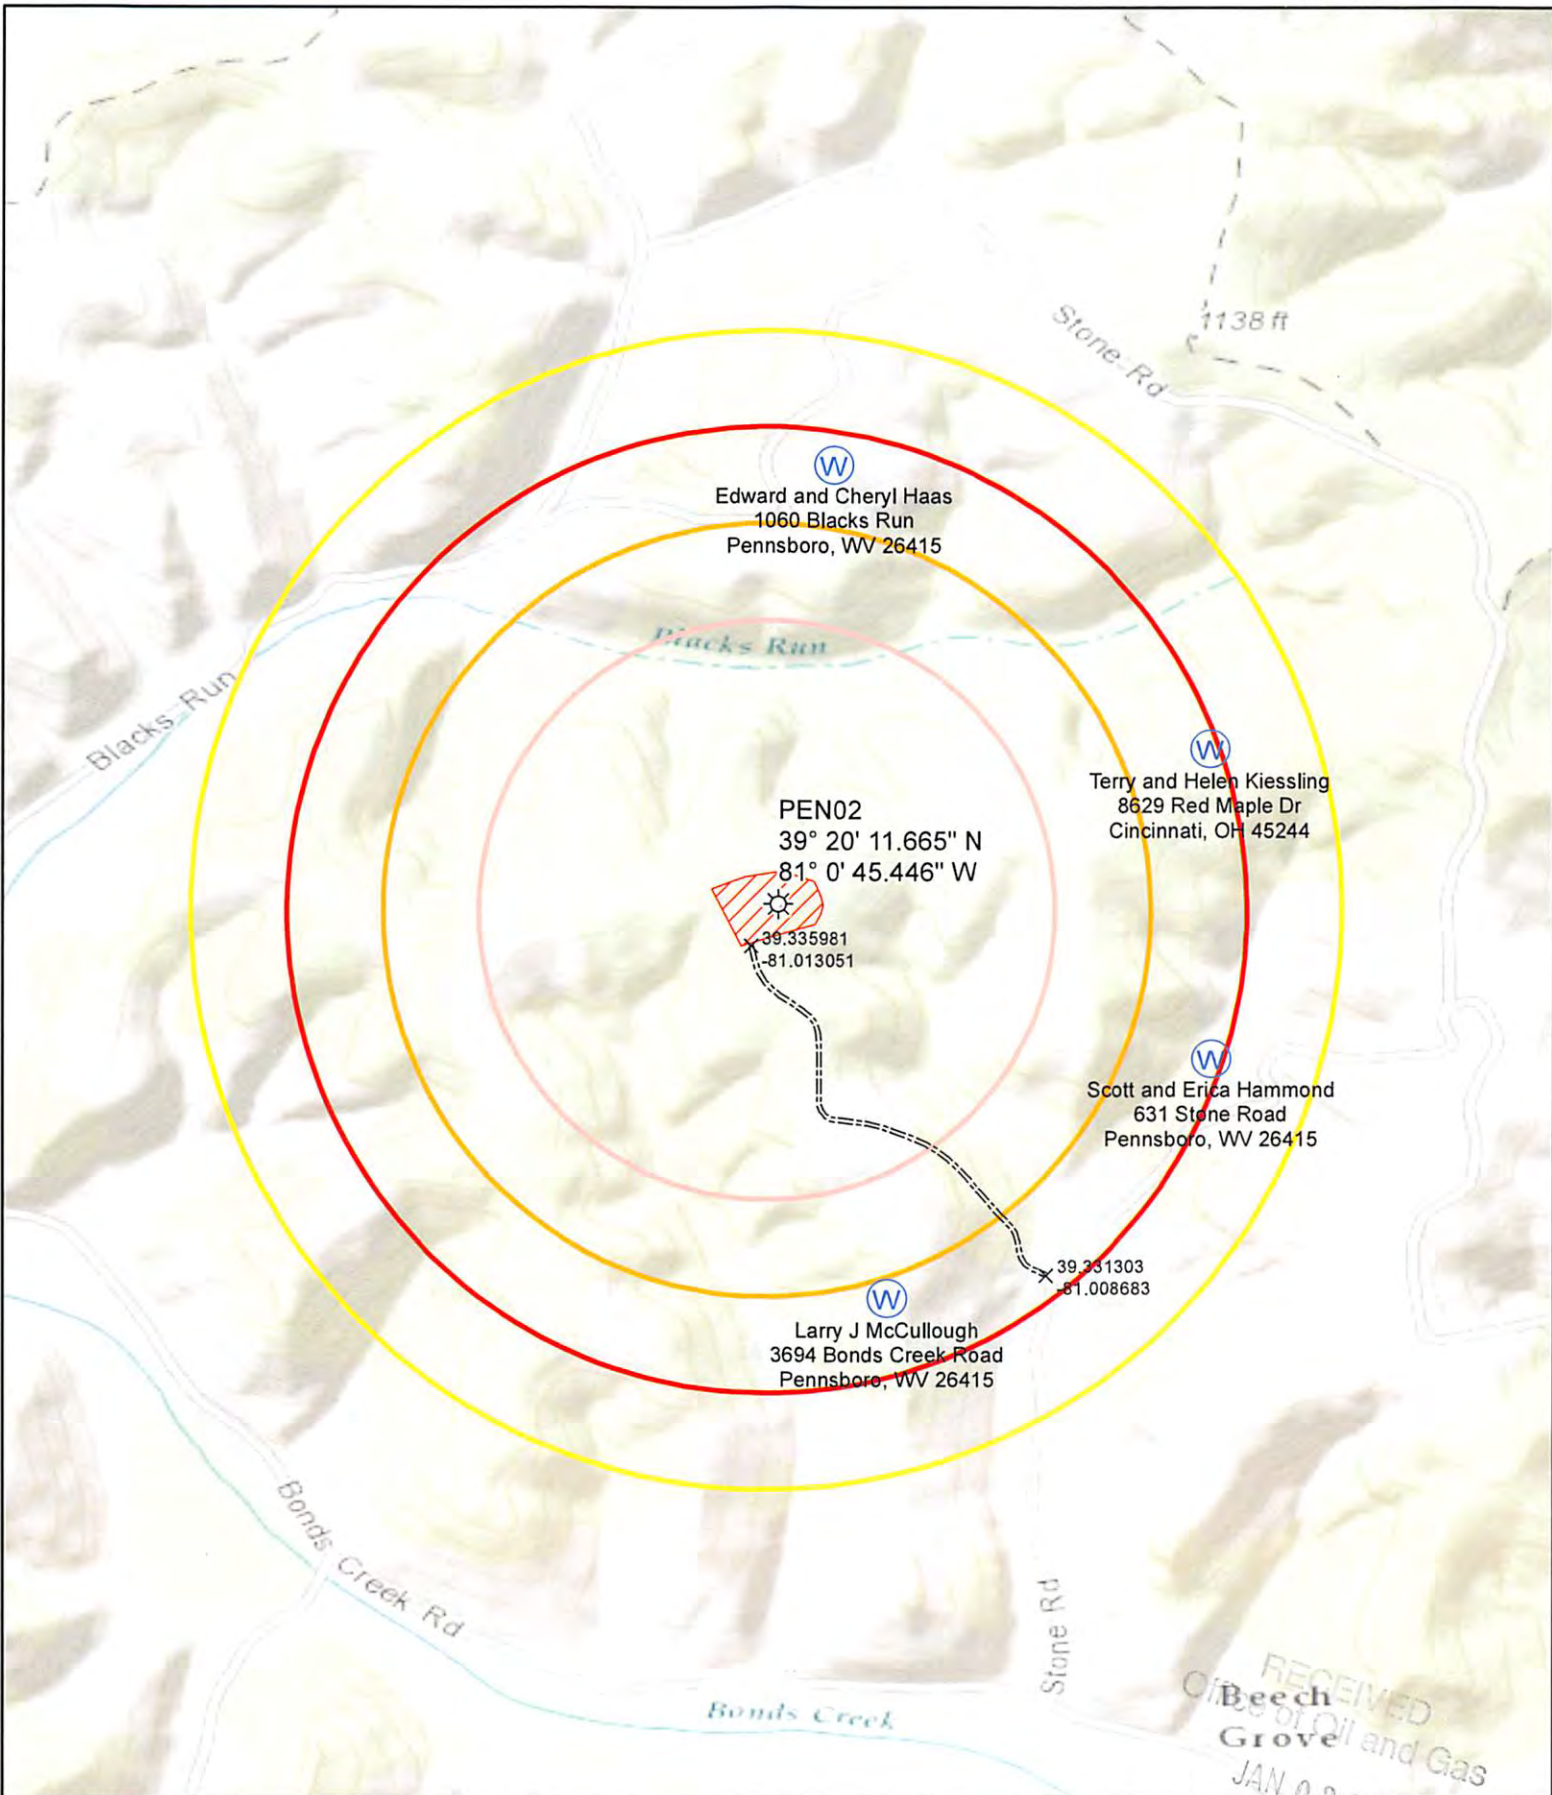 1138 ft
Stone Rd
W
Edward and Cheryl Haas
1060 Blacks Run
Pennsboro, WV 26415
Blacks Run
Blacks Run
W
Terry and Helen Kiessling
8629 Red Maple Dr
Cincinnati, OH 45244
PEN02
39° 20' 11.665" N
81° 0' 45.446" W
39.335981
-81.013051
W
Scott and Erica Hammond
631 Stone Road
Pennsboro, WV 26415
39.331303
-81.008683
W
Larry J McCullough
3694 Bonds Creek Road
Pennsboro, WV 26415
Bonds Creek Rd
Stone Rd
Bonds Creek
Beech
Grove
RECEIVED
Office of Oil and Gas
JAN